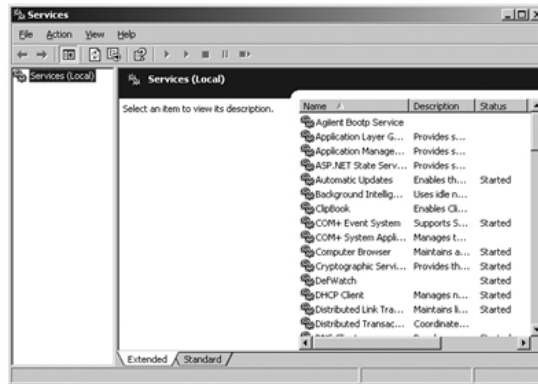 Services
File Action View Help
Services (Local)
Services (Local)
Select an item to view its description.
Name Description Status
Agilent Bootp Service
Application Layer G... Provides s...
Application Manage... Provides s...
ASP.NET State Serv... Provides s...
Automatic Updates Enables th... Started
Background Intellig... Uses idle n...
ClipBook Enables Cli...
COM+ Event System Supports S... Started
COM+ System Appli... Manages t...
Computer Browser Maintains a... Started
Cryptographic Servi... Provides th... Started
DefWatch Started
DHCP Client Manages n... Started
Distributed Link Tra... Maintains li... Started
Distributed Transac... Coordinate...
Extended Standard